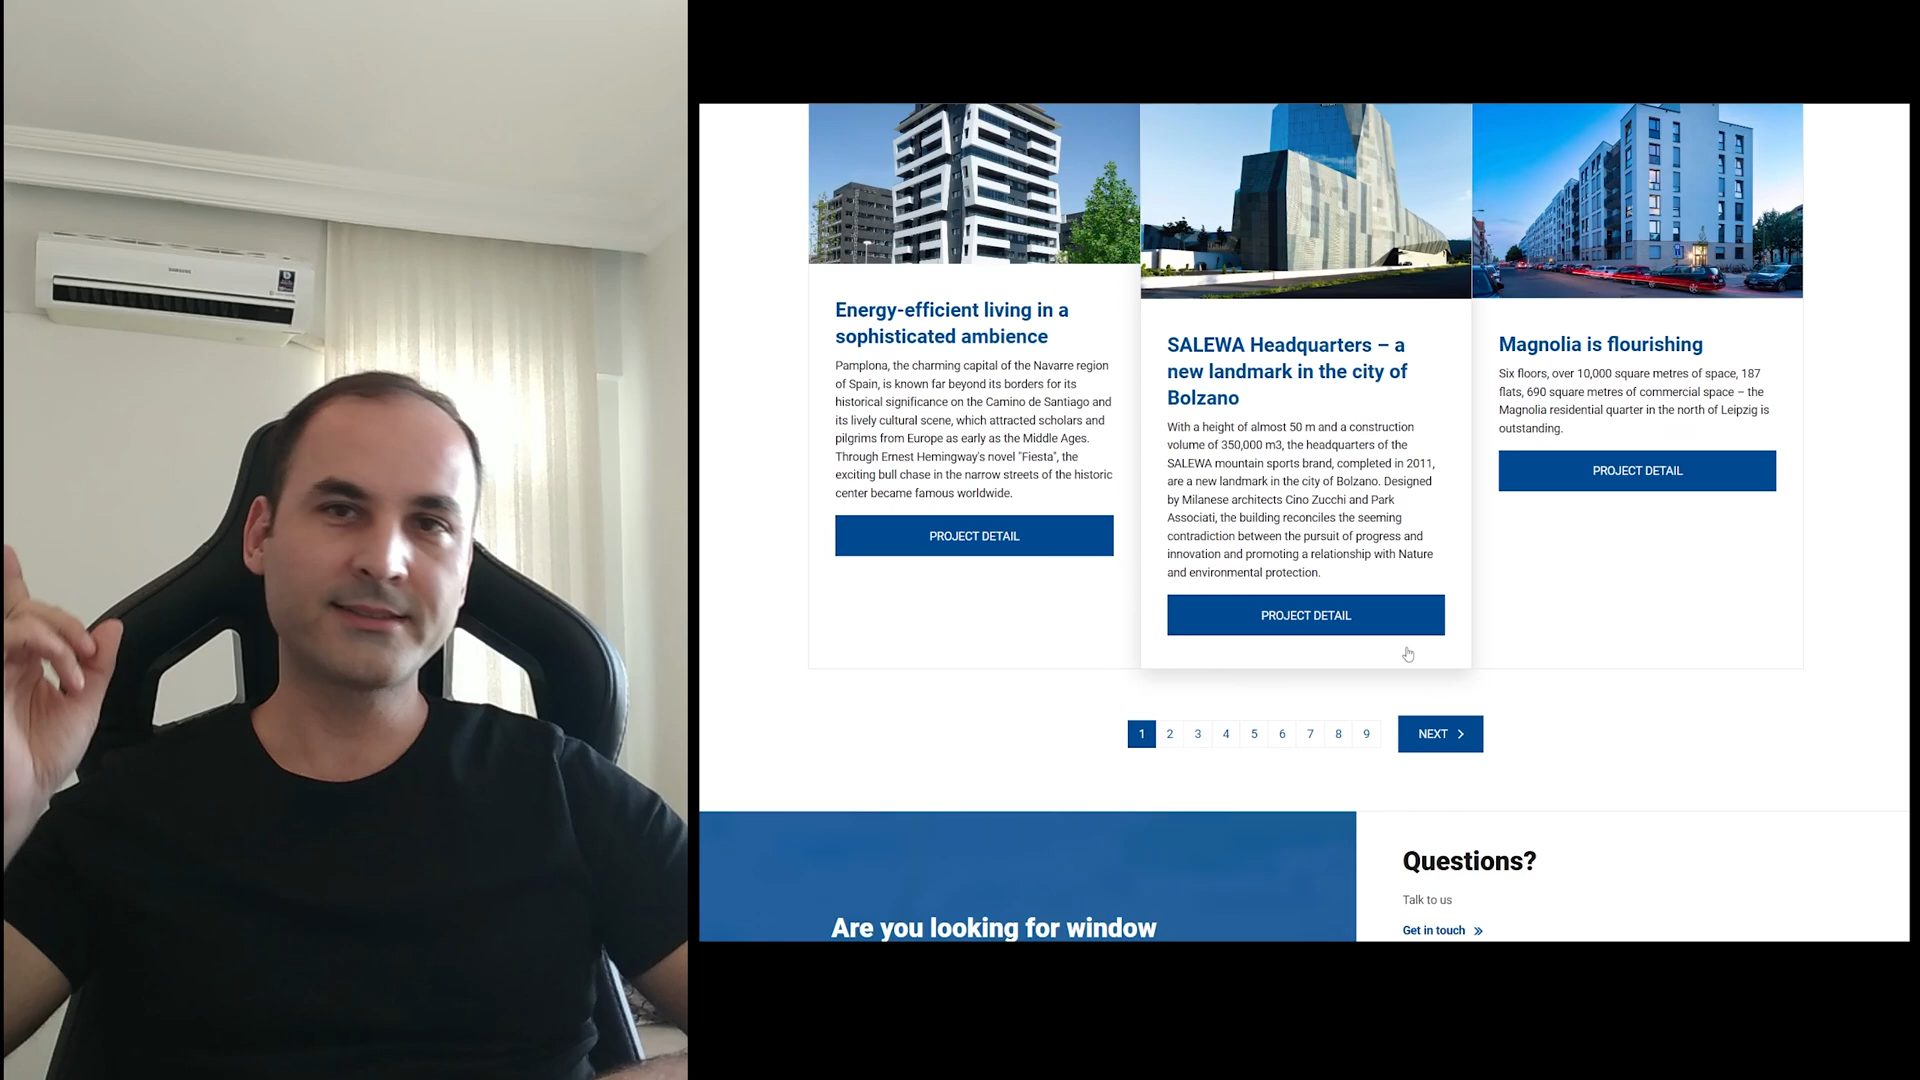 SAMSUNG
Energy-efficient living in a
sophisticated ambience
Pamplona, the charming capital of the Navarre region
of Spain, is known far beyond its borders for its
historical significance on the Camino de Santiago and
its lively cultural scene, which attracted scholars and
pilgrims from Europe as early as the Middle Ages.
Through Ernest Hemingway's novel "Fiesta", the
exciting bull chase in the narrow streets of the historic
center became famous worldwide.
PROJECT DETAIL
SALEWA Headquarters – a
new landmark in the city of
Bolzano
With a height of almost 50 m and a construction
volume of 350,000 m3, the headquarters of the
SALEWA mountain sports brand, completed in 2011,
are a new landmark in the city of Bolzano. Designed
by Milanese architects Cino Zucchi and Park
Associati, the building reconciles the seeming
contradiction between the pursuit of progress and
innovation and promoting a relationship with Nature
and environmental protection.
PROJECT DETAIL
Magnolia is flourishing
Six floors, over 10,000 square metres of space, 187
flats, 690 square metres of commercial space – the
Magnolia residential quarter in the north of Leipzig is
outstanding.
PROJECT DETAIL
1 2 3 4 5 6 7 8 9 NEXT
Are you looking for window
Questions?
Talk to us
Get in touch